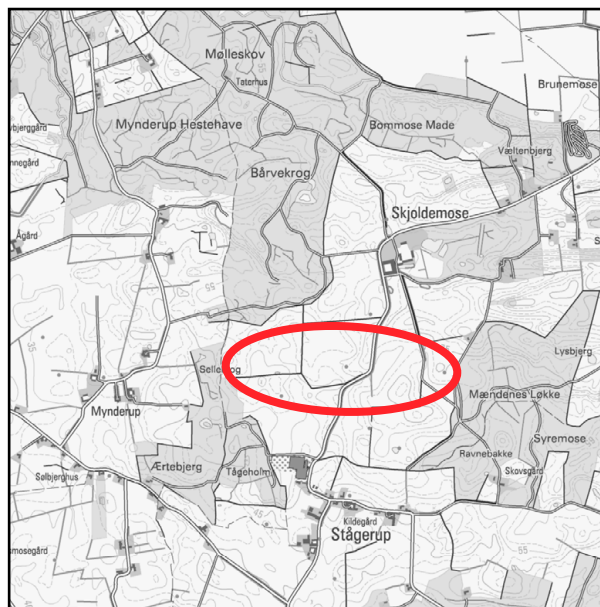 Mølleskov
Taterhus
Brunemose
Mynderup Hestehave
Bommose Made
Væltenbjerg
Bårvekrog
Skjoldemose
Ågård
55
35
Lysbjerg
Mændenes Løkke
Mynderup
Syremose
Ravnebakke
Ærtebjerg
Tågeholm
Skovsgård
Sølbjerghus
45
Kildegård
Stågerup
55